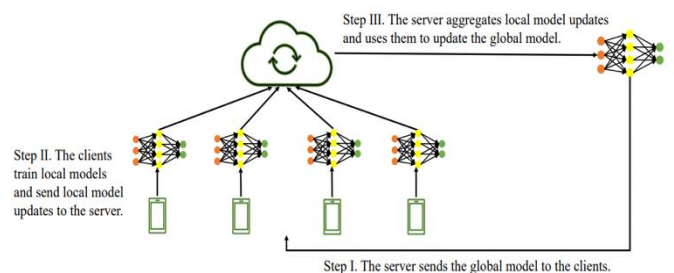 Step III. The server aggregates local model updates
and uses them to update the global model.
Step II. The clients
train local models
and send local model
updates to the server.
Step I. The server sends the global model to the clients.